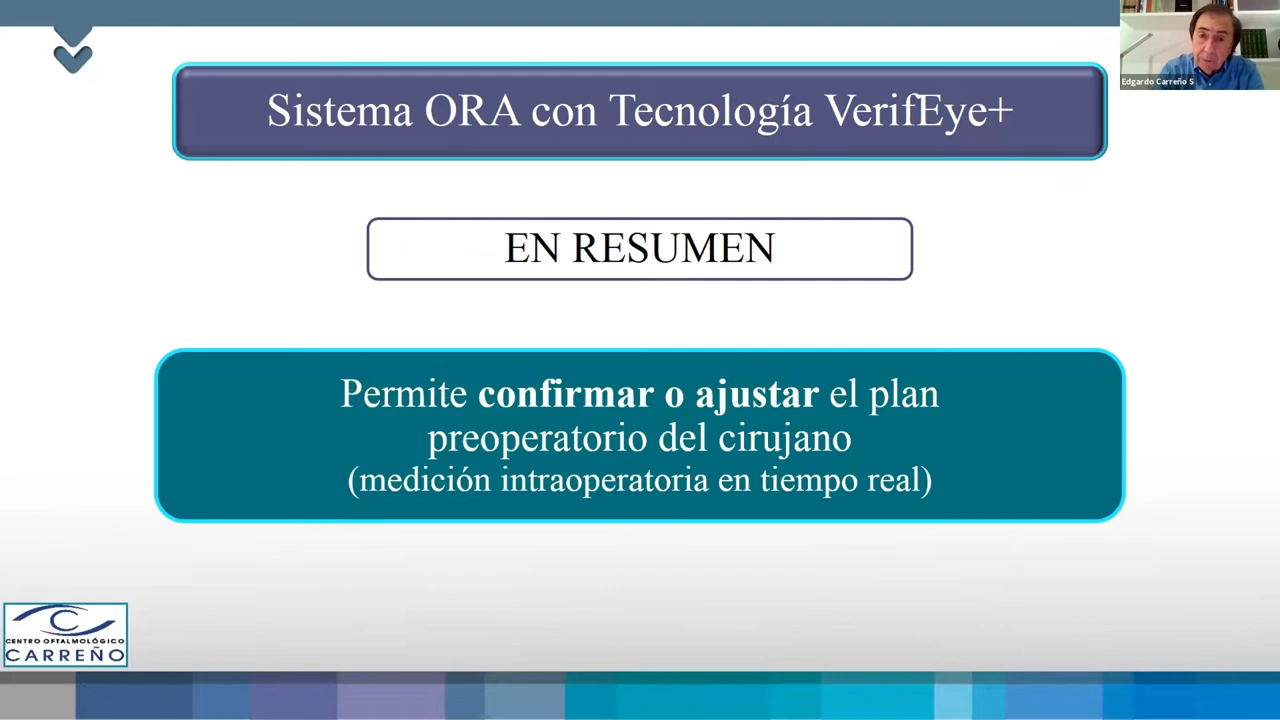 Edgardo Carreño S
Sistema ORA con Tecnología VerifEye+
EN RESUMEN
Permite confirmar o ajustar el plan
preoperatorio del cirujano
(medición intraoperatoria en tiempo real)
CENTRO OFTALMOLÓGICO
CARREÑO